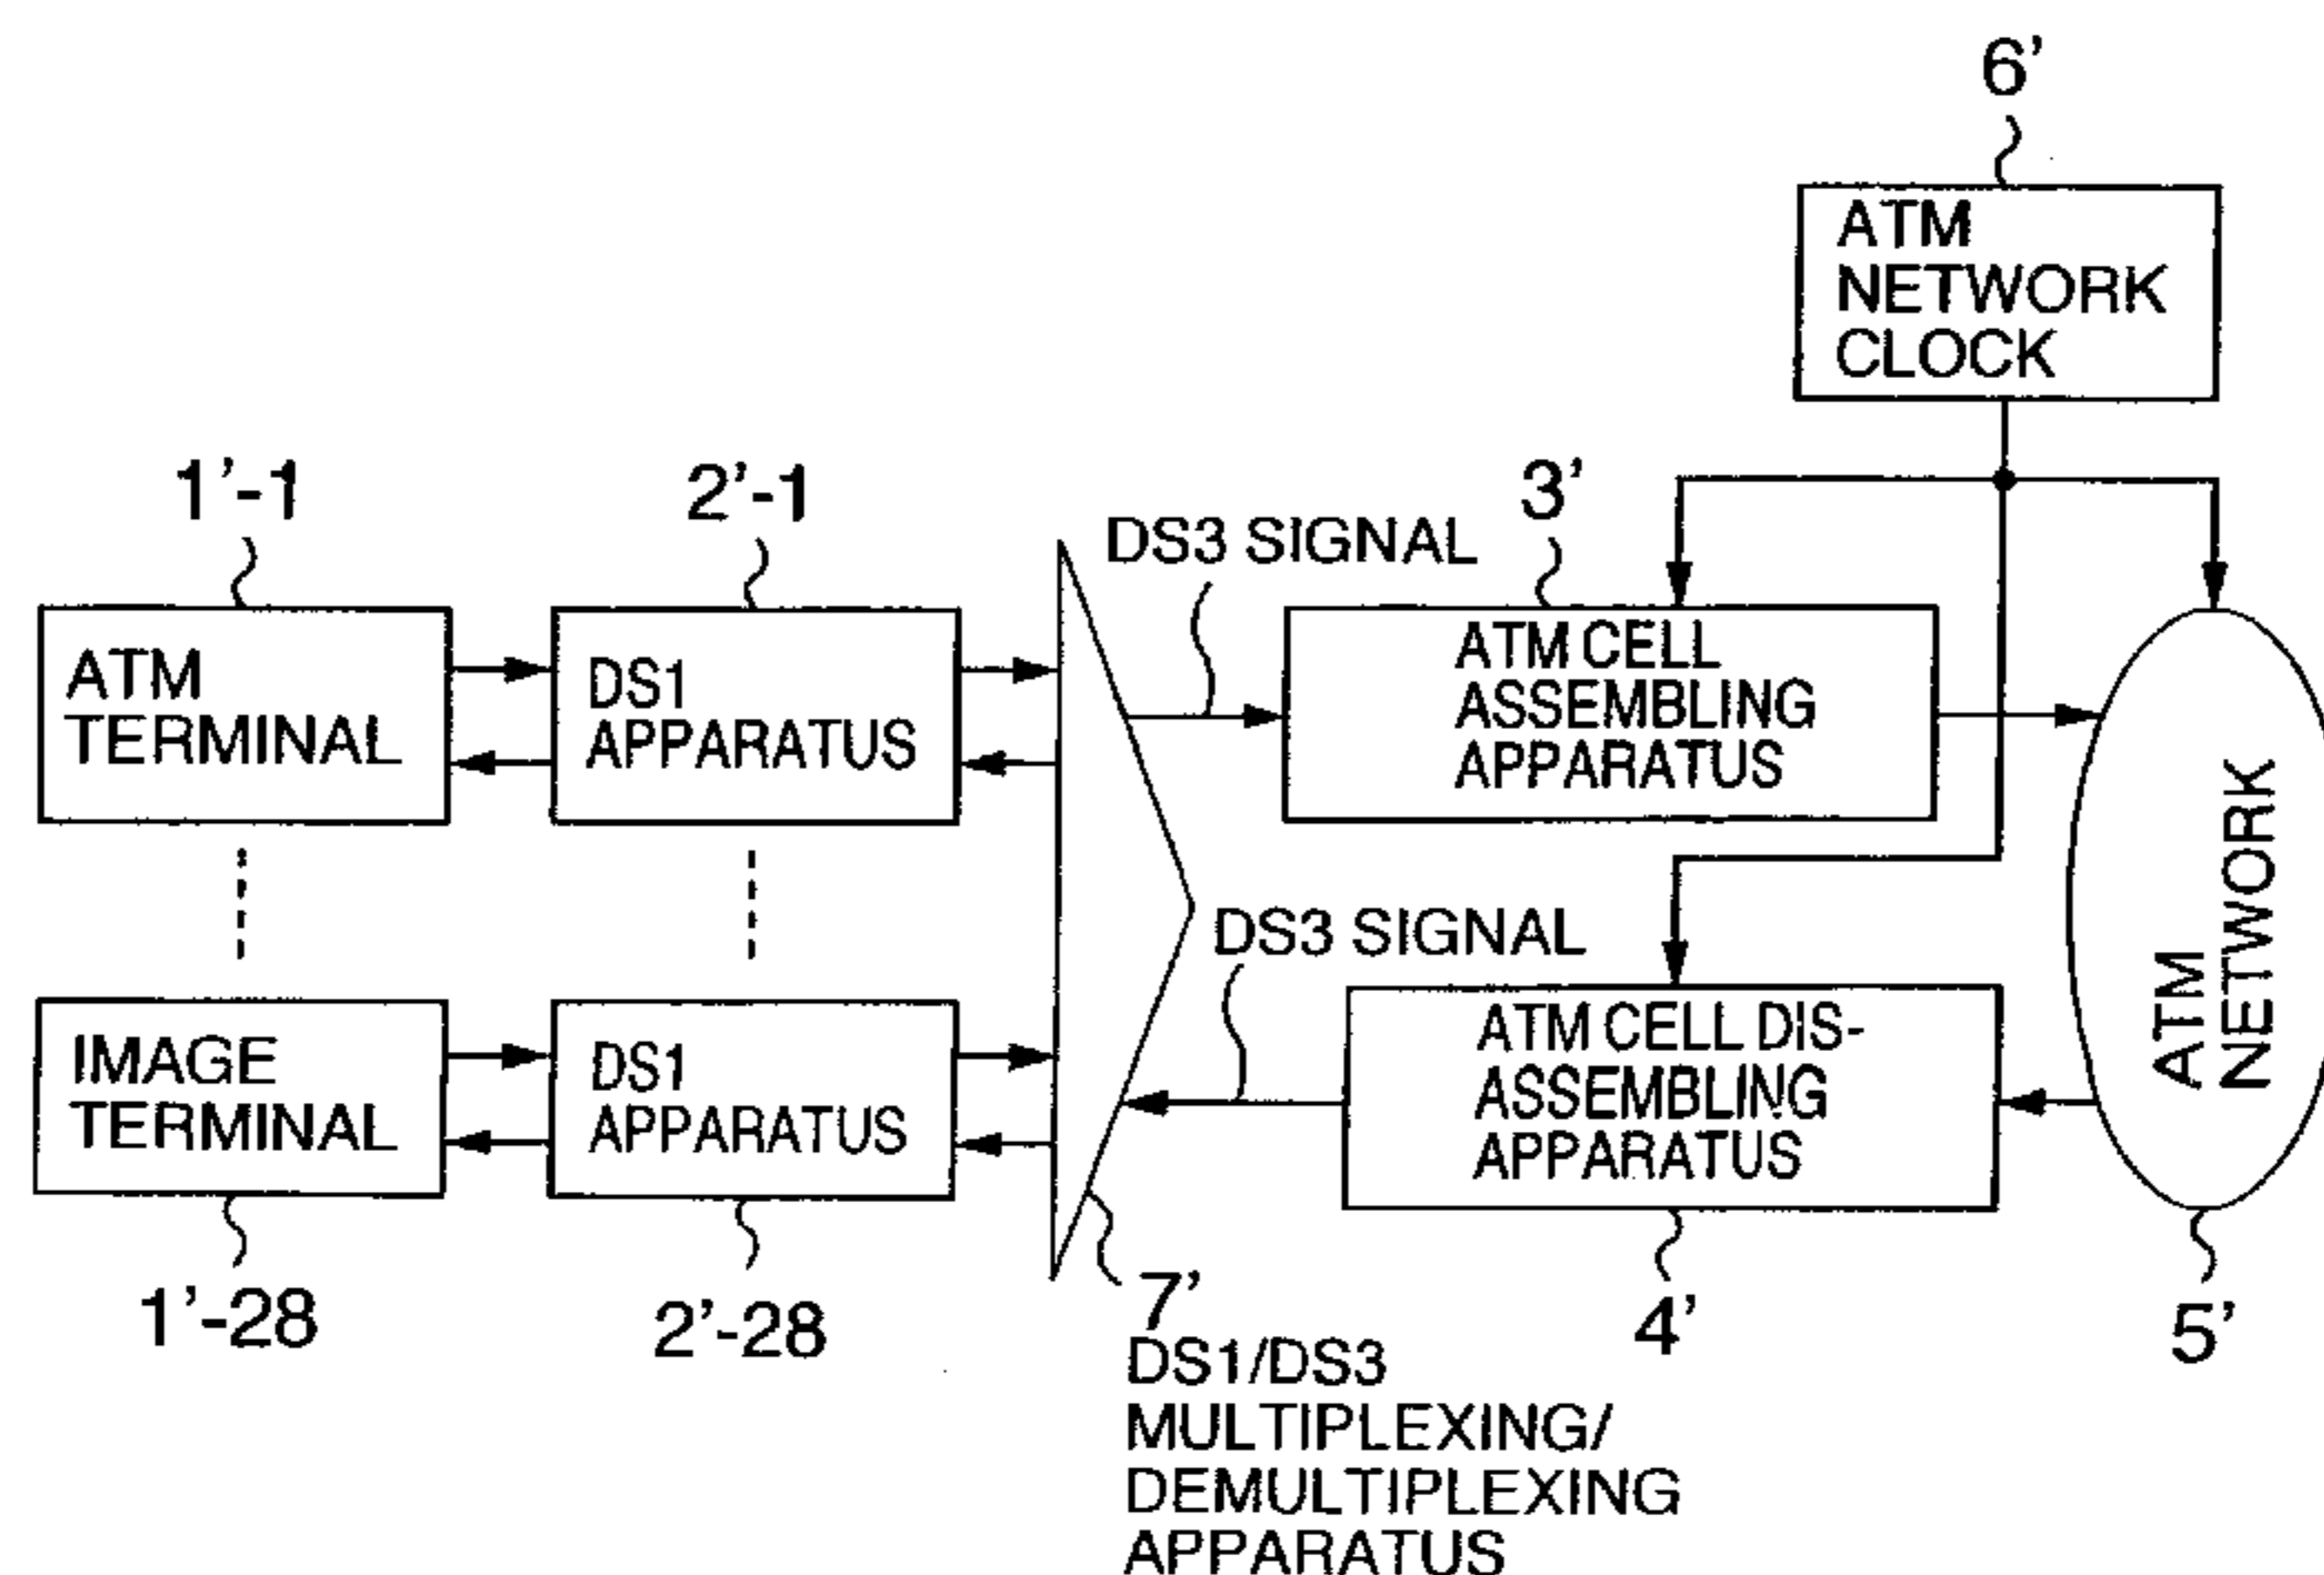 6'
ATM
NETWORK
CLOCK
1'-1
2'-1
3'
DS3 SIGNAL
ATM
TERMINAL
DS1
APPARATUS
ATM CELL
ASSEMBLING
APPARATUS
ATM
NETWORK
DS3 SIGNAL
IMAGE
TERMINAL
DS1
APPARATUS
ATM CELL DIS-
ASSEMBLING
APPARATUS
1'-28
2'-28
7'
4'
5'
DS1/DS3
MULTIPLEXING/
DEMULTIPLEXING
APPARATUS